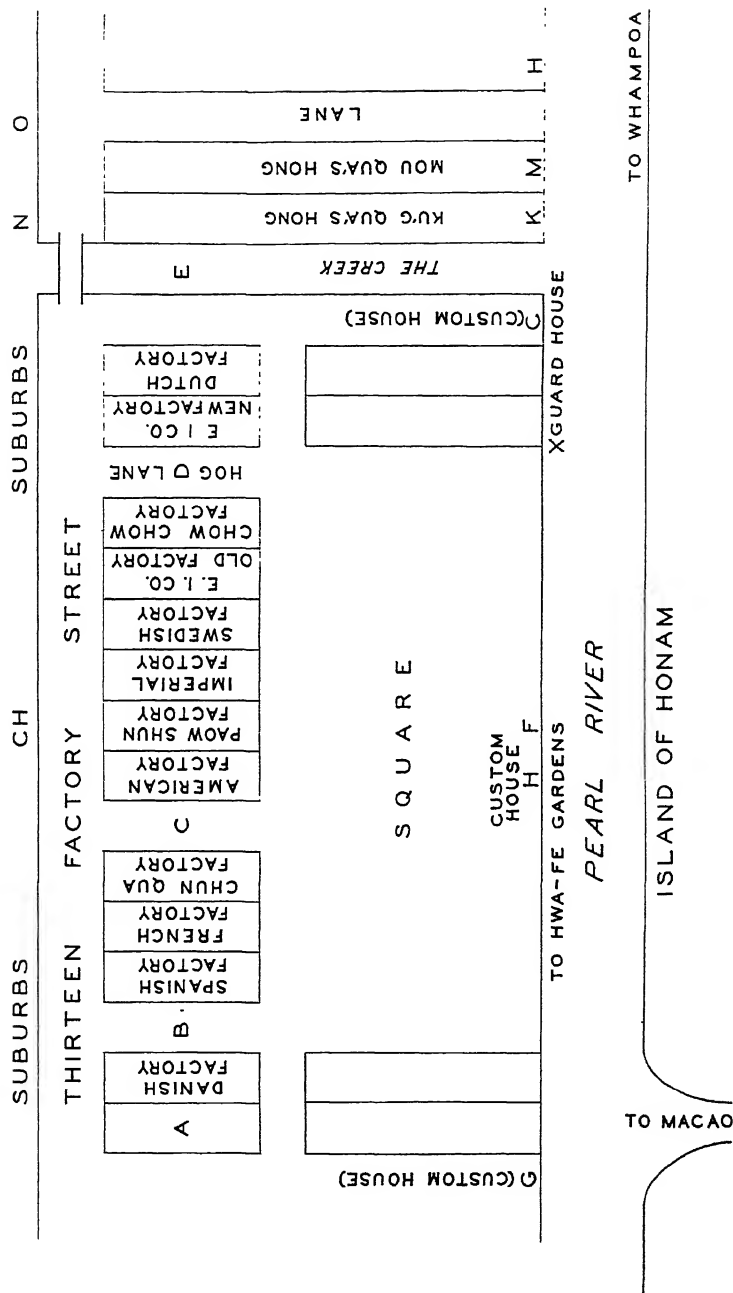 SUBURBS CH SUBURBS N O
THIRTEEN FACTORY STREET
A
DANISH
FACTORY
B.
SPANISH
FACTORY
FRENCH
FACTORY
CHUN QUA
FACTORY
C
AMERICAN
FACTORY
PAOW SHUN
FACTORY
IMPERIAL
FACTORY
SWEDISH
FACTORY
E. I. CO.
OLD FACTORY
CHOW CHOW
FACTORY
HOG D LANE
E I CO.
NEW FACTORY
DUTCH
FACTORY
E
THE CREEK
KU'G QUA'S HONG
MOU QUA'S HONG
LANE
SQUARE
G (CUSTOM HOUSE)
CUSTOM
HOUSE
H F
C (CUSTOM HOUSE)
K M H
TO HWA-FE GARDENS
X GUARD HOUSE
PEARL RIVER
TO WHAMPOA
ISLAND OF HONAM
TO MACAO